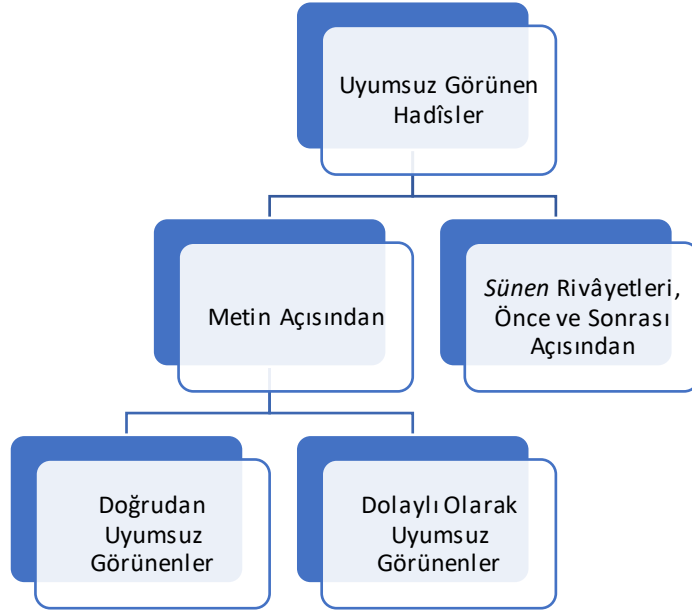 Uyumsuz Görünen
Hadîsler
Metin Açısından
Sünen Rivâyetleri,
Önce ve Sonrası
Açısından
Doğrudan
Uyumsuz
Görünenler
Dolaylı Olarak
Uyumsuz
Görünenler